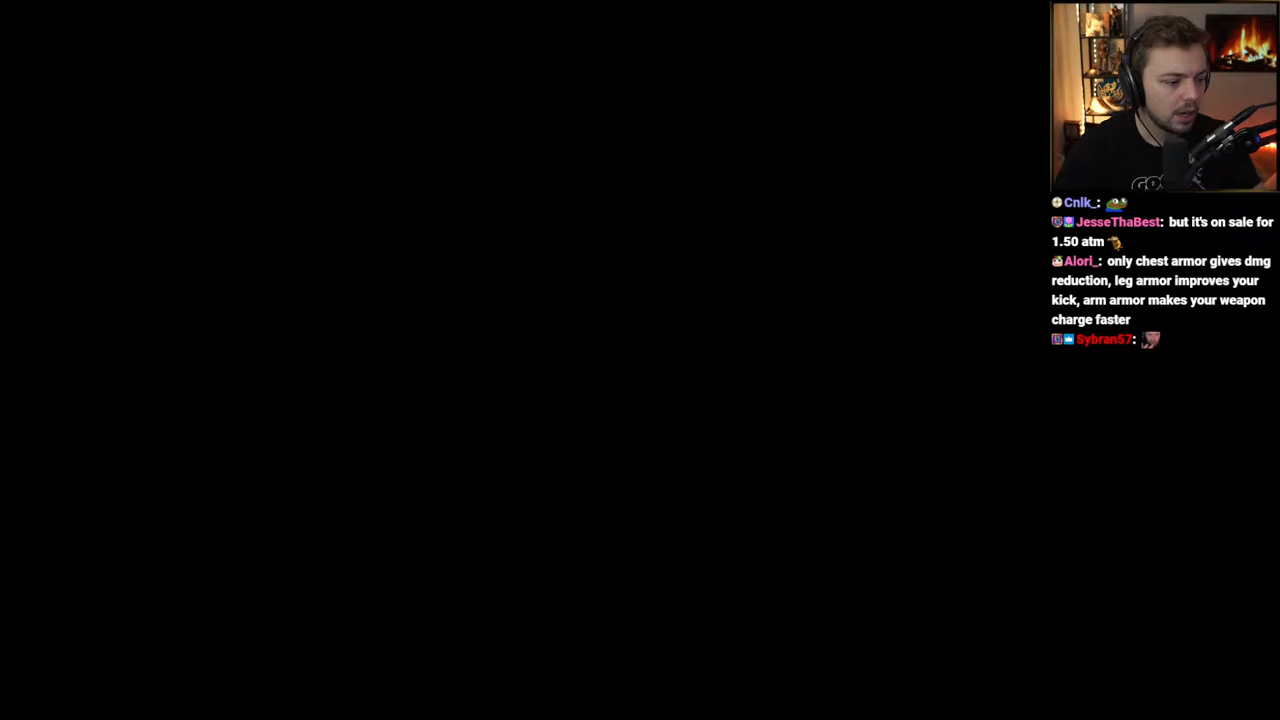 Cnlk_:
JesseThaBest: but it's on sale for
1.50 atm
Alori_: only chest armor gives dmg
reduction, leg armor improves your
kick, arm armor makes your weapon
charge faster
Sybran57: